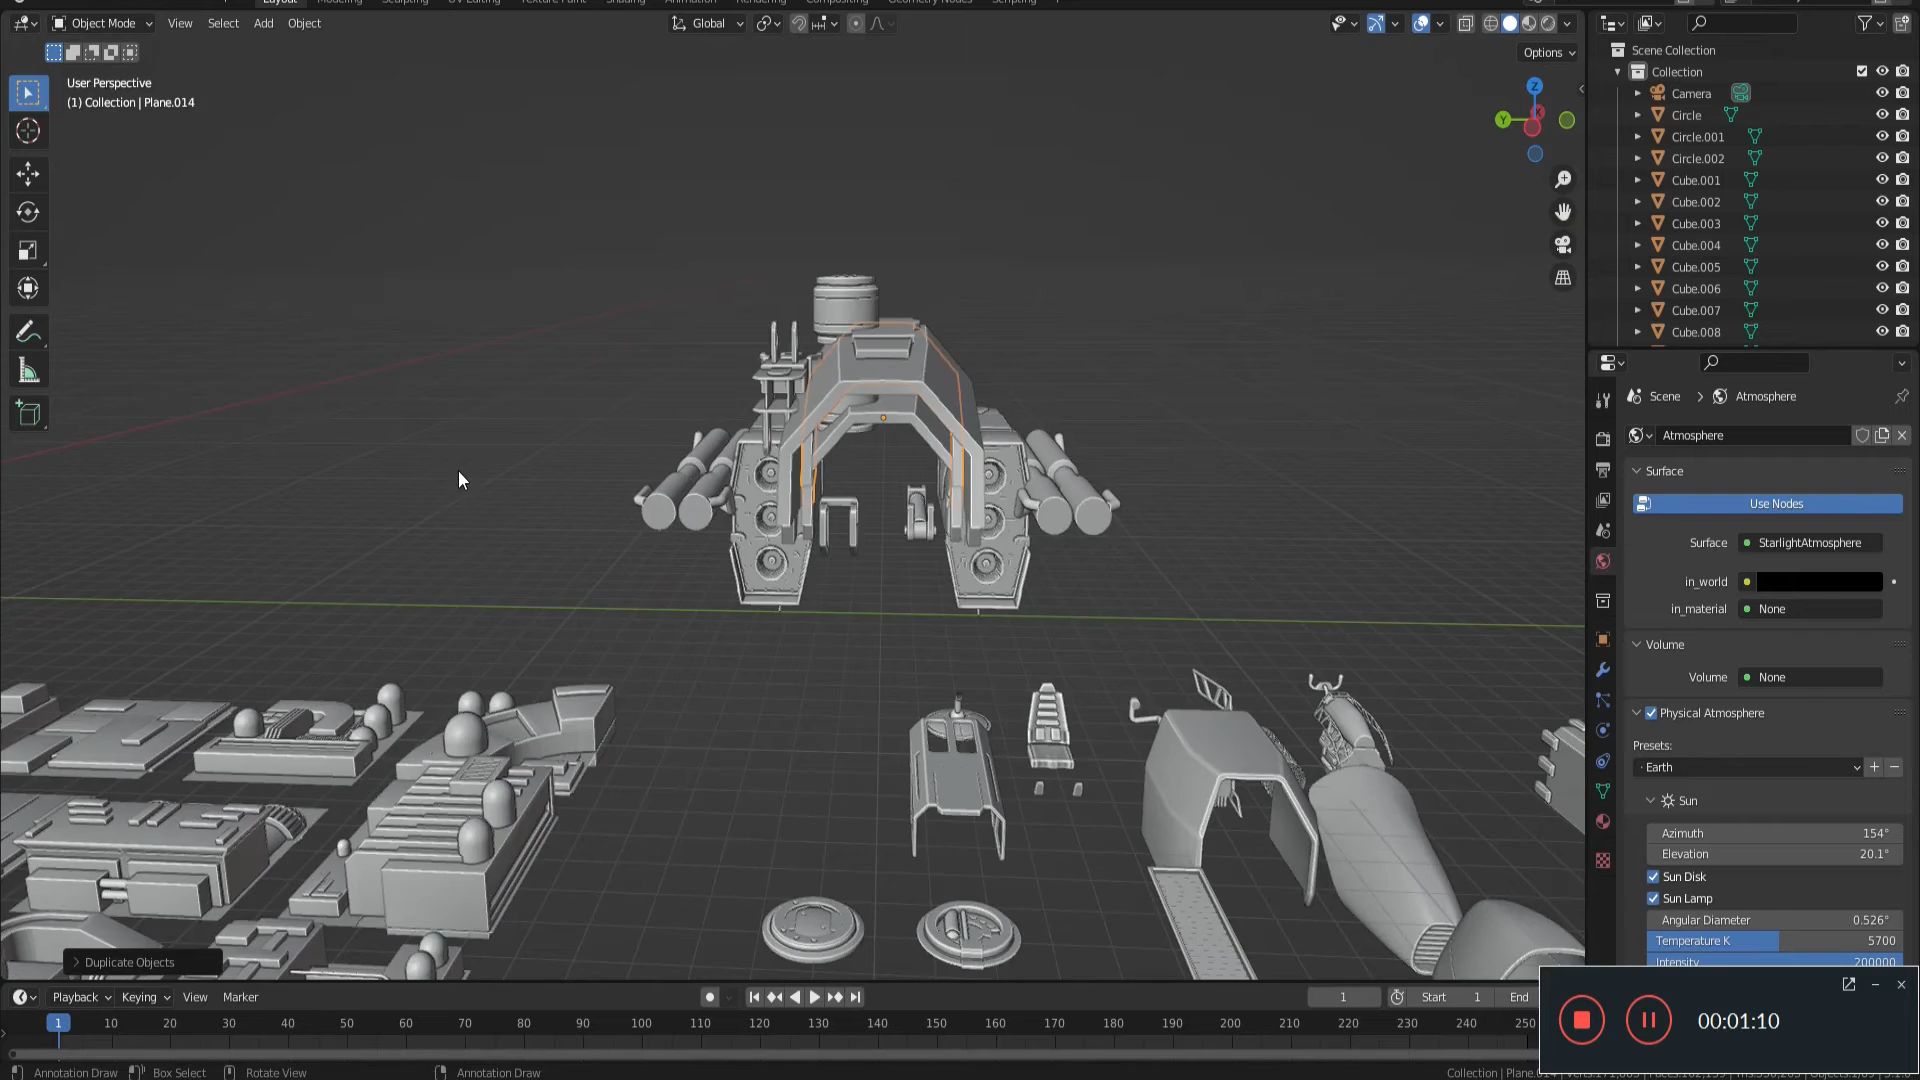 Object Mode
View
Select
Add
Object
Global
Options
User Perspective
(1) Collection | Plane.014
Z
Y
X
Duplicate Objects
Scene Collection
Collection
Camera
Circle
Circle.001
Circle.002
Cube.001
Cube.002
Cube.003
Cube.004
Cube.005
Cube.006
Cube.007
Cube.008
Scene > Atmosphere
Atmosphere
Surface
Use Nodes
Surface StarlightAtmosphere
in_world
in_material None
Volume
Volume None
Physical Atmosphere
Presets:
· Earth
Sun
Azimuth 154°
Elevation 20.1°
Sun Disk
Sun Lamp
Angular Diameter 0.526°
Temperature K 5700
Intensity 200000
Playback
Keying
View
Marker
1
Start 1
End
1 10 20 30 40 50 60 70 80 90 100 110 120 130 140 150 160 170 180 190 200 210 220 230 240 250
00:01:10
Annotation Draw
Box Select
Rotate View
Annotation Draw